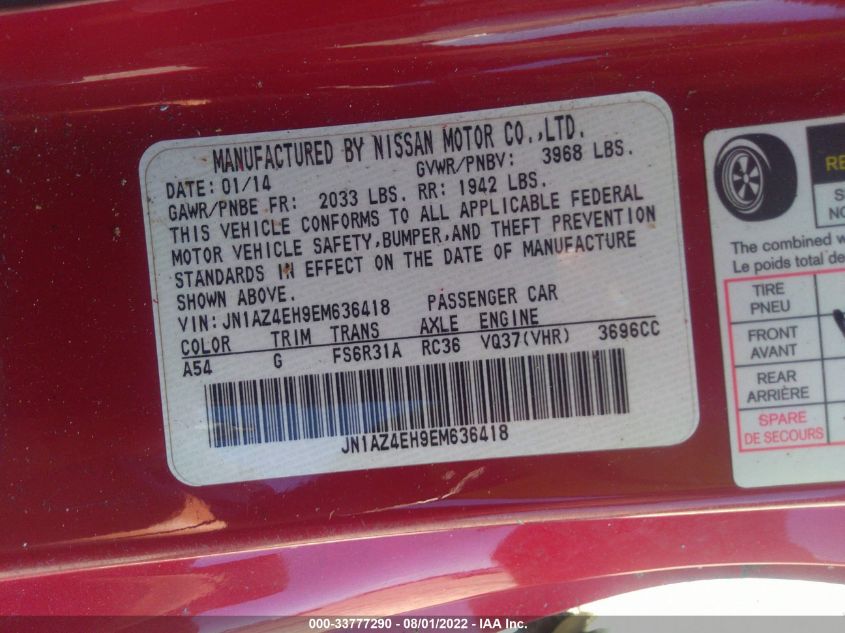 MANUFACTURED BY NISSAN MOTOR CO.,LTD.
GVWR/PNBV: 3968 LBS.
DATE: 01/14
GAWR/PNBE FR: 2033 LBS. RR: 1942 LBS.
THIS VEHICLE CONFORMS TO ALL APPLICABLE FEDERAL
MOTOR VEHICLE SAFETY,BUMPER,AND THEFT PREVENTION
STANDARDS IN EFFECT ON THE DATE OF MANUFACTURE
SHOWN ABOVE.
VIN: JN1AZ4EH9EM636418 PASSENGER CAR
COLOR TRIM TRANS AXLE ENGINE
A54 G FS6R31A RC36 VQ37(VHR) 3696CC
JN1AZ4EH9EM636418
The combined
Le poids total
TIRE
PNEU
FRONT
AVANT
REAR
ARRIÈRE
SPARE
DE SECOURS
000-33777290 - 08/01/2022 - IAA Inc.